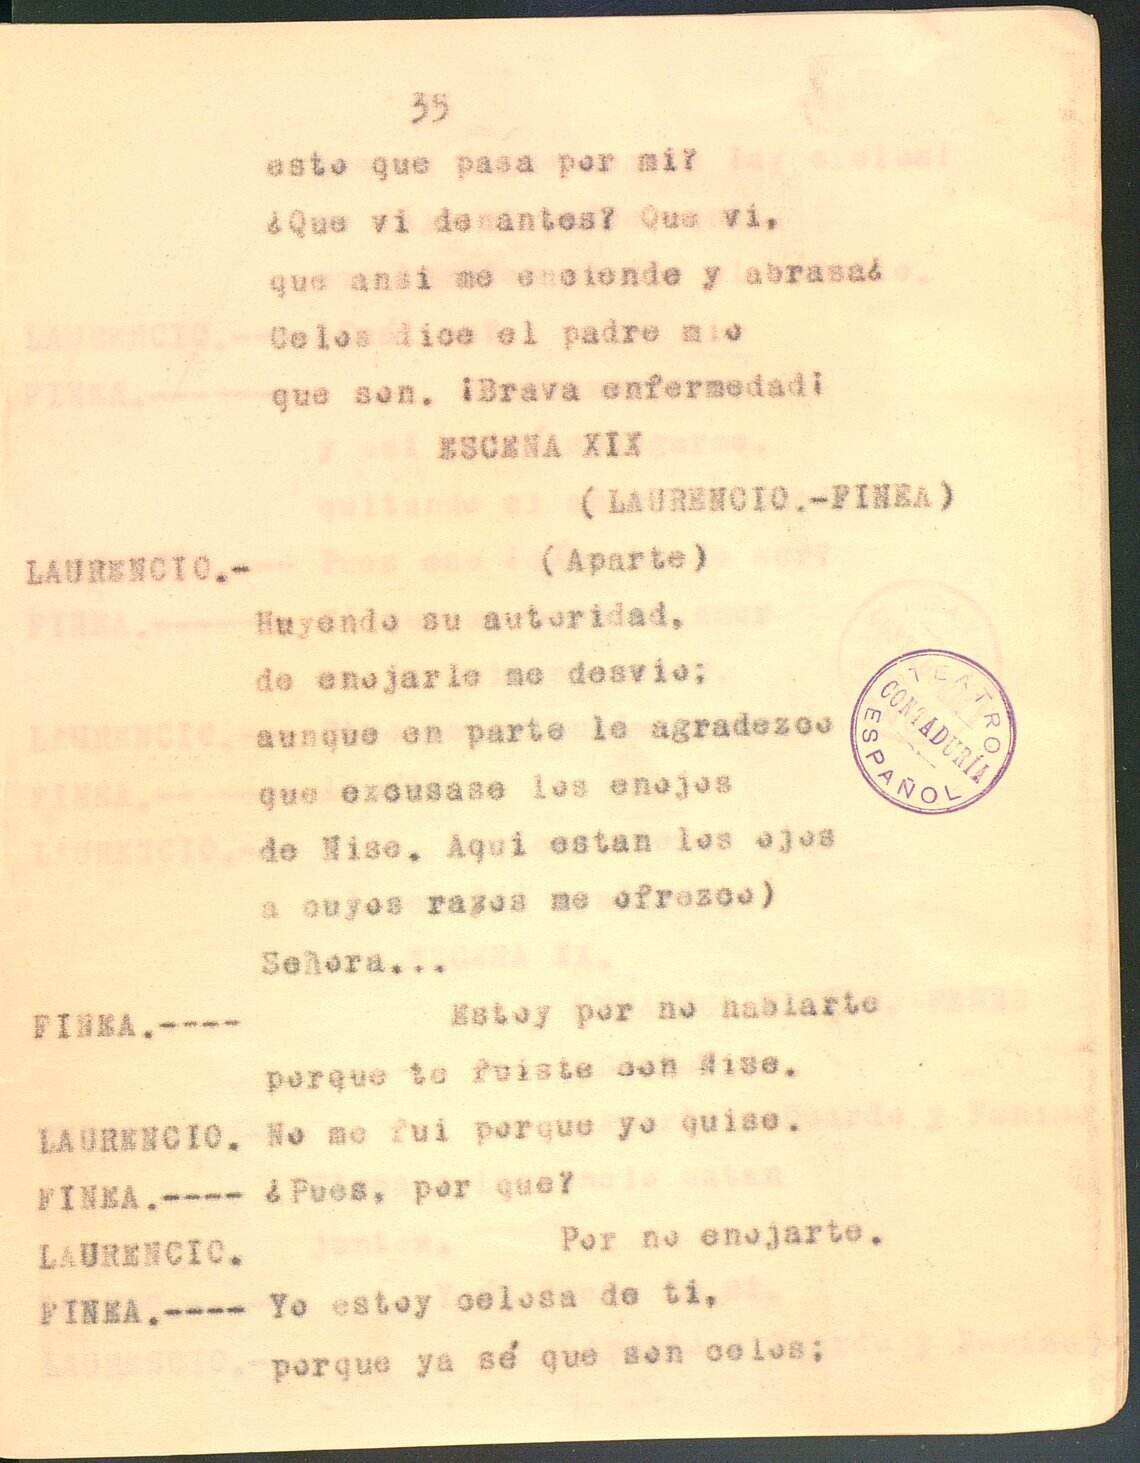 35
esto que pasa por mi?
¿Que vi denantes? Que vi,
que ansi me enciende y abrasa¿
Celos dice el padre mio
que son. ¡Brava enfermedad¡
ESCENA XIX
(LAURENCIO.-FINEA)
LAURENCIO.- (Aparte)
Huyendo su autoridad,
de enojarle me desvio;
aunque en parte le agradezco
que excusase los enojos
de Nise. Aqui estan los ojos
a cuyos rayos me ofrezco)
Señora...
FINEA.---- Estoy por no hablarte
porque te fuiste con Nise.
LAURENCIO. No me fui porque yo quise.
FINEA.---- ¿Pues, por que?
LAURENCIO. Por no enojarte.
FINEA.---- Yo estoy celosa de ti,
porque ya sé que son celos;
TEATRO ESPAÑOL
CONTADURÍA